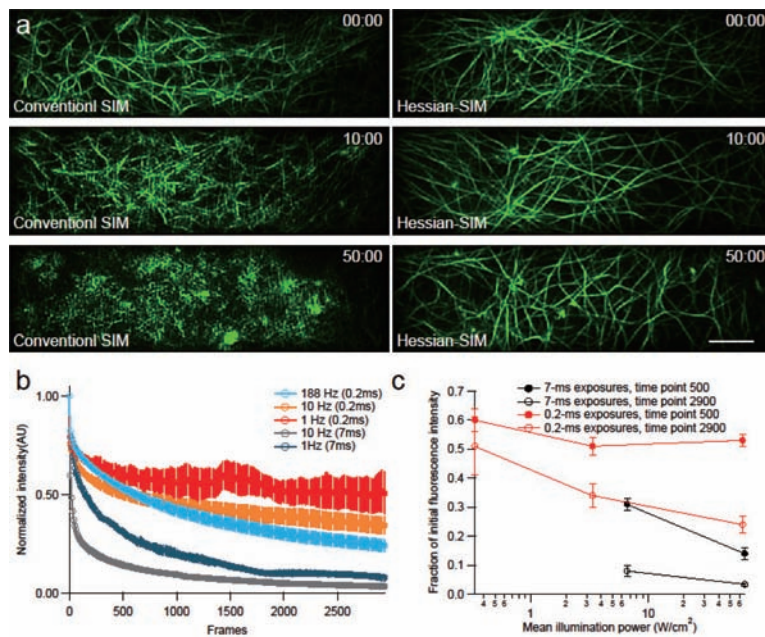 a
00:00
Conventionl SIM
00:00
Hessian-SIM
10:00
Conventionl SIM
10:00
Hessian-SIM
50:00
Conventionl SIM
50:00
Hessian-SIM
b
1.00
0.50
0.00
Normalized intensity(AU)
188 Hz (0.2ms)
10 Hz (0.2ms)
1 Hz (0.2ms)
10 Hz (7ms)
1Hz (7ms)
0 500 1000 1500 2000 2500
Frames
c
0.7
0.6
0.5
0.4
0.3
0.2
0.1
0.0
Fraction of initial fluorescence intensity
7-ms exposures, time point 500
7-ms exposures, time point 2900
0.2-ms exposures, time point 500
0.2-ms exposures, time point 2900
4 5 6 1 2 3 4 5 6 10 2 3 4 5 6
Mean illumination power (W/cm²)